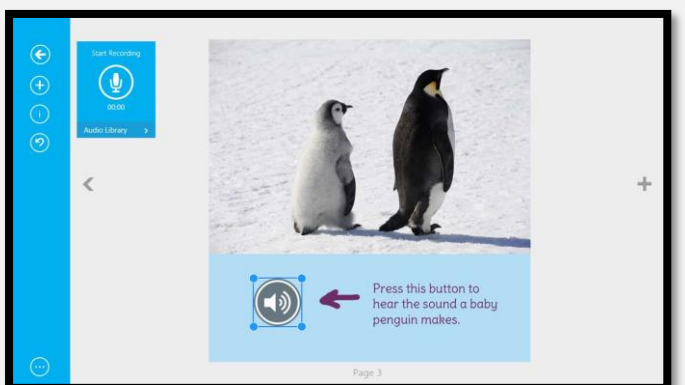 Start Recording
00:00
Audio Library
Press this button to
hear the sound a baby
penguin makes.
Page 3